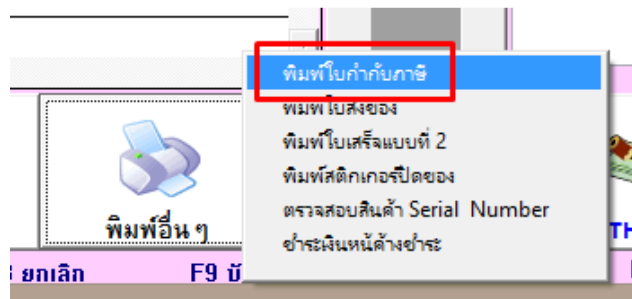 พิมพ์ใบกำกับภาษี
พิมพ์ใบส่งของ
พิมพ์ใบเสร็จแบบที่ 2
พิมพ์สติกเกอร์ปิดของ
ตรวจสอบสินค้า Serial Number
ชำระเงินหนี้ค้างชำระ
พิมพ์อื่นๆ
TH
ยกเลิก
F9